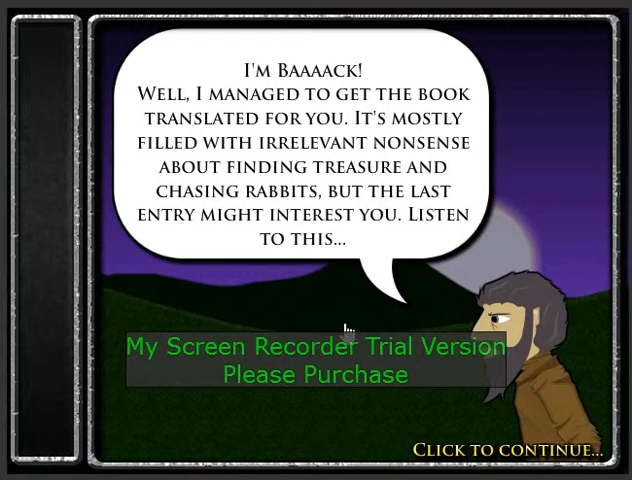 I'm Baaaack!
Well, I managed to get the book
translated for you. It's mostly
filled with irrelevant nonsense
about finding treasure and
chasing rabbits, but the last
entry might interest you. Listen
to this...
My Screen Recorder Trial Version
Please Purchase
Click to continue...